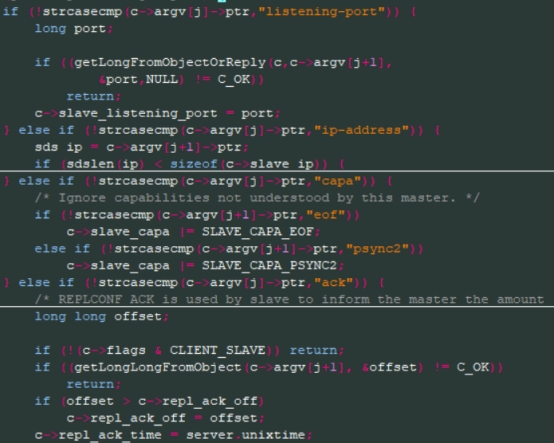 if (!strcasecmp(c->argv[j]->ptr,"listening-port")) {
long port;
if ((getLongFromObjectOrReply(c,c->argv[j+1],
&port,NULL) != C_OK))
return;
c->slave_listening_port = port;
} else if (!strcasecmp(c->argv[j]->ptr,"ip-address")) {
sds ip = c->argv[j+1]->ptr;
if (sdslen(ip) < sizeof(c->slave_ip)) {
} else if (!strcasecmp(c->argv[j]->ptr,"capa")) {
/* Ignore capabilities not understood by this master. */
if (!strcasecmp(c->argv[j+1]->ptr,"eof"))
c->slave_capa |= SLAVE_CAPA_EOF;
else if (!strcasecmp(c->argv[j+1]->ptr,"psync2"))
c->slave_capa |= SLAVE_CAPA_PSYNC2;
} else if (!strcasecmp(c->argv[j]->ptr,"ack")) {
/* REPLCONF ACK is used by slave to inform the master the amount
long long offset;
if (!(c->flags & CLIENT_SLAVE)) return;
if ((getLongLongFromObject(c->argv[j+1], &offset) != C_OK))
return;
if (offset > c->repl_ack_off)
c->repl_ack_off = offset;
c->repl_ack_time = server.unixtime;